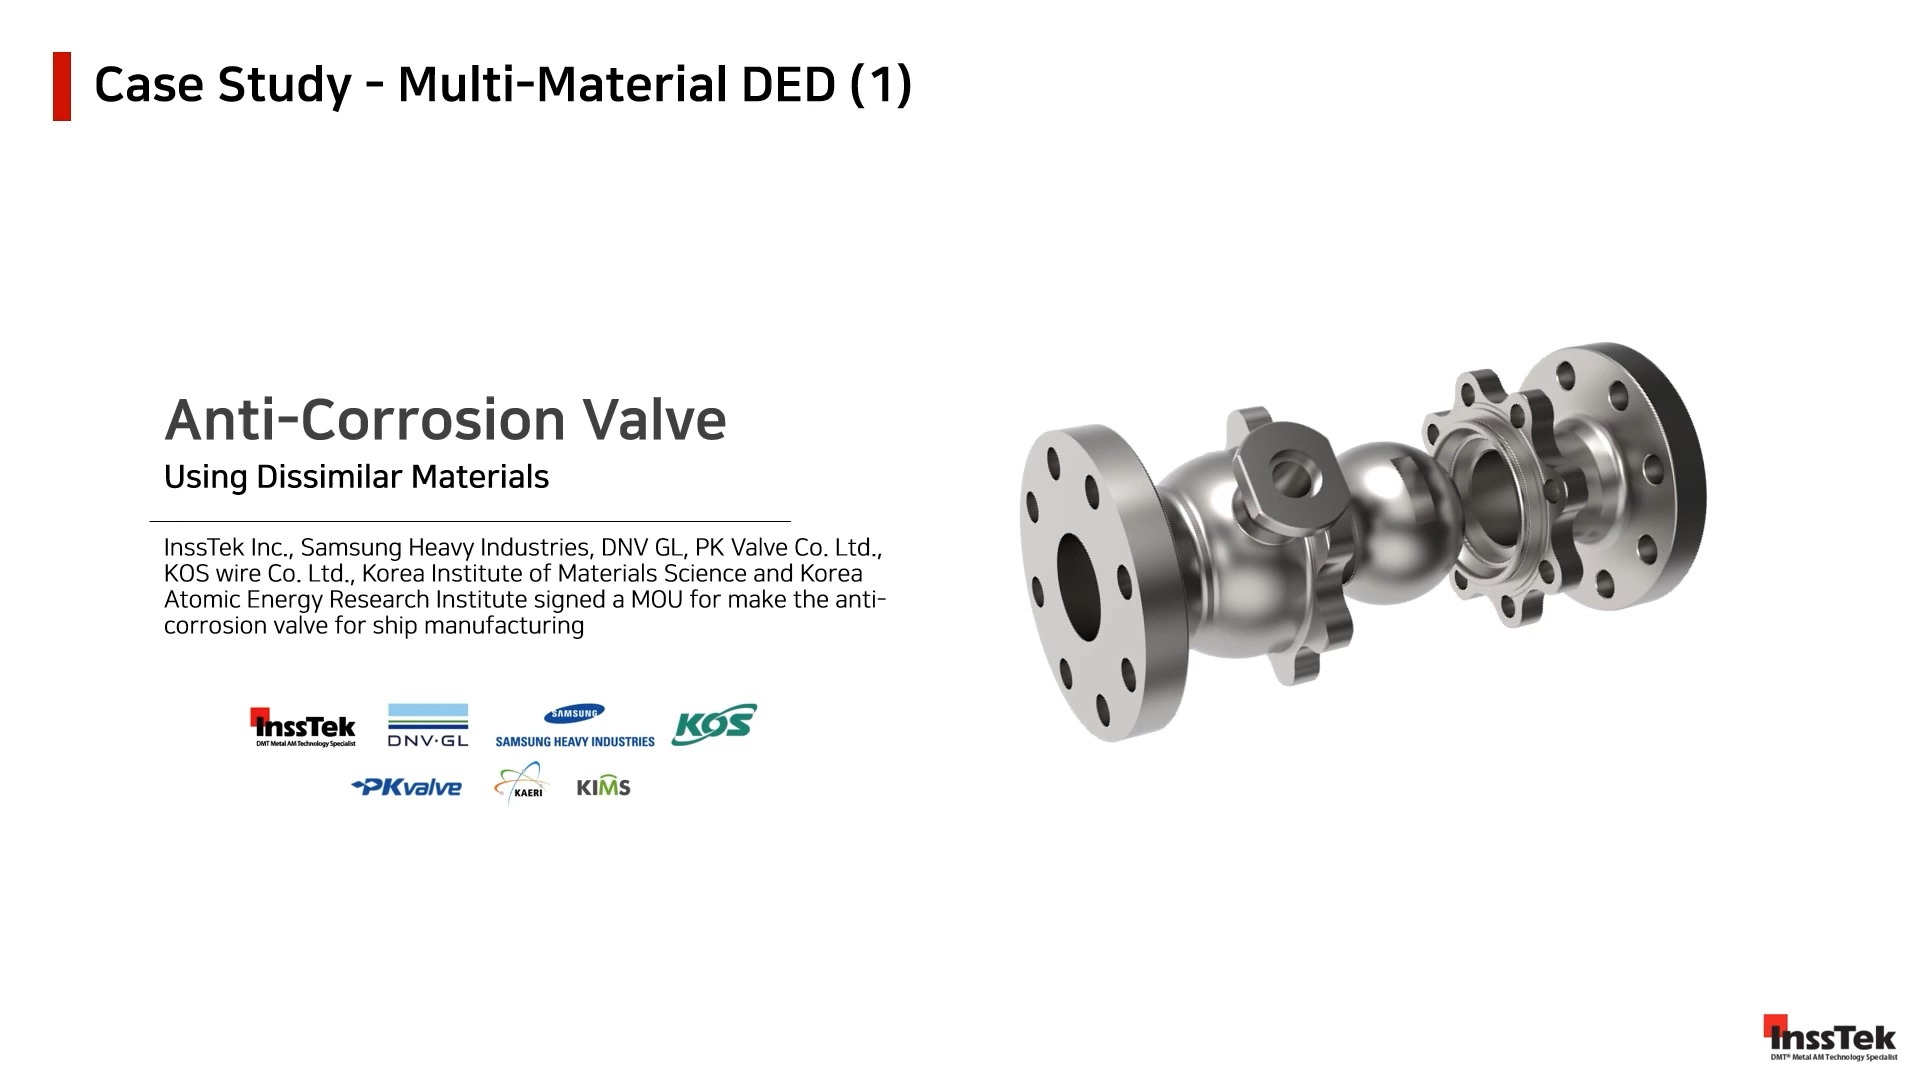 Case Study - Multi-Material DED (1)
Anti-Corrosion Valve
Using Dissimilar Materials
InssTek Inc., Samsung Heavy Industries, DNV GL, PK Valve Co. Ltd.,
KOS wire Co. Ltd., Korea Institute of Materials Science and Korea
Atomic Energy Research Institute signed a MOU for make the anti-
corrosion valve for ship manufacturing
InssTek
DMT Metal AM Technology Specialist
DNV·GL
SAMSUNG
SAMSUNG HEAVY INDUSTRIES
KOS
PKvalve
KAERI
KIMS
InssTek
DMT® Metal AM Technology Specialist